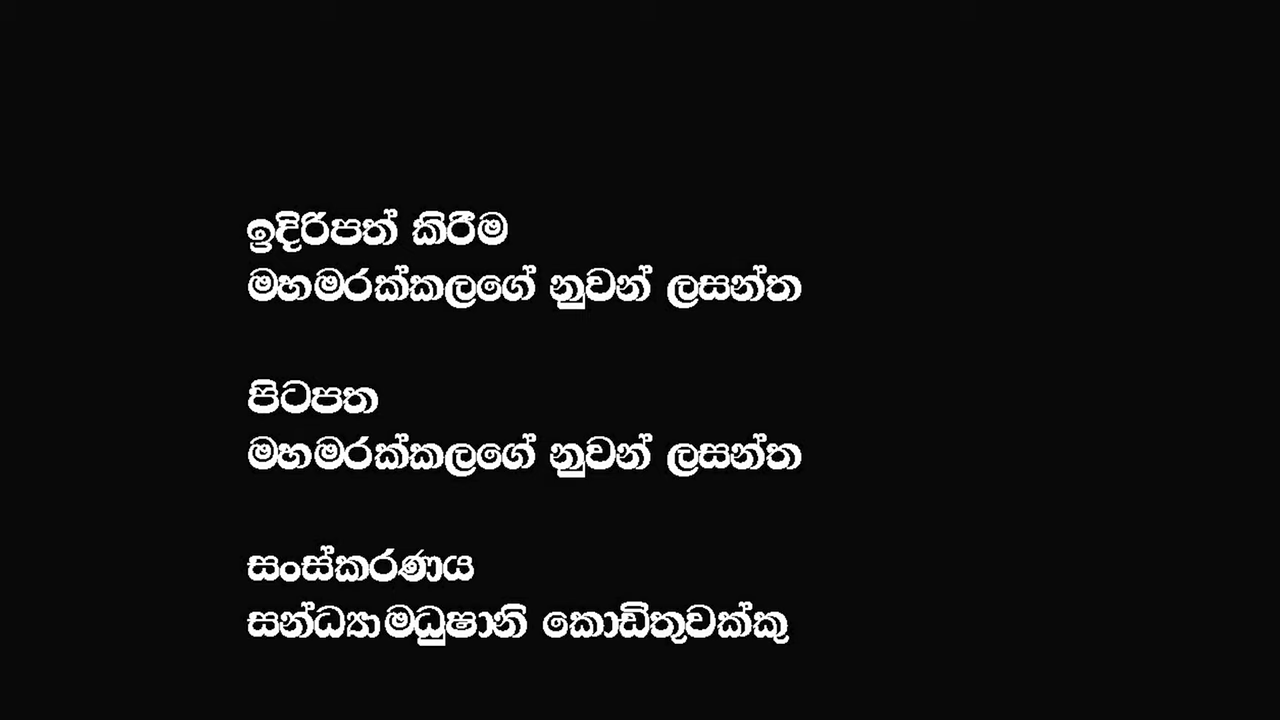 ඉදිරිපත් කිරීම
මහමරක්කලගේ නුවන් ලසන්ත
පිටපත
මහමරක්කලගේ නුවන් ලසන්ත
සංස්කරණය
සන්ධ්‍යාමධුෂානි කොඩිතුවක්කු